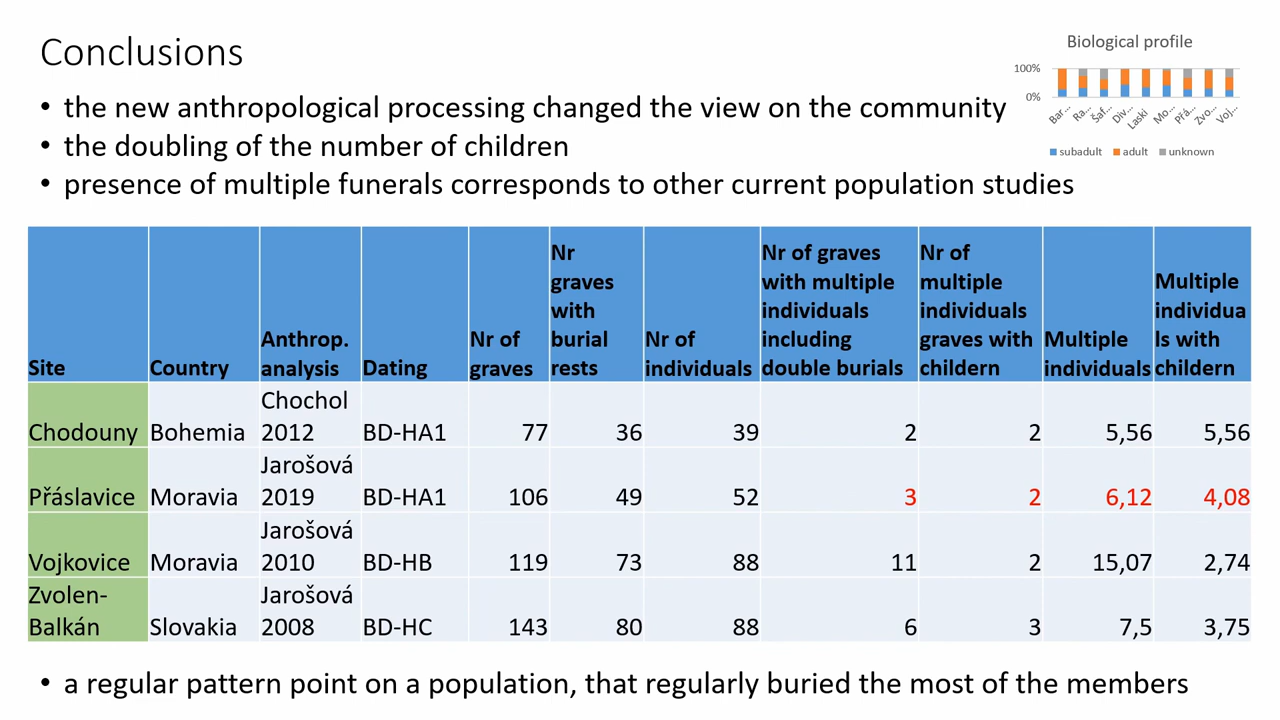 Conclusions
• the new anthropological processing changed the view on the community
• the doubling of the number of children
• presence of multiple funerals corresponds to other current population studies
Biological profile
100%
0%
Bar...
Ra...
Šaf...
Div...
Laski
Mo...
Přá...
Zvo...
Voj...
subadult adult unknown
Site
Country
Anthrop.
analysis
Dating
Nr of
graves
Nr
graves
with
burial
rests
Nr of
individuals
Nr of graves
with multiple
individuals
including
double burials
Nr of
multiple
individuals
graves with
childern
Multiple
individuals
Multiple
individua
ls with
childern
Chodouny Bohemia Chochol
2012 BD-HA1 77 36 39 2 2 5,56 5,56
Přáslavice Moravia Jarošová
2019 BD-HA1 106 49 52 3 2 6,12 4,08
Vojkovice Moravia Jarošová
2010 BD-HB 119 73 88 11 2 15,07 2,74
Zvolen-
Balkán Slovakia Jarošová
2008 BD-HC 143 80 88 6 3 7,5 3,75
• a regular pattern point on a population, that regularly buried the most of the members